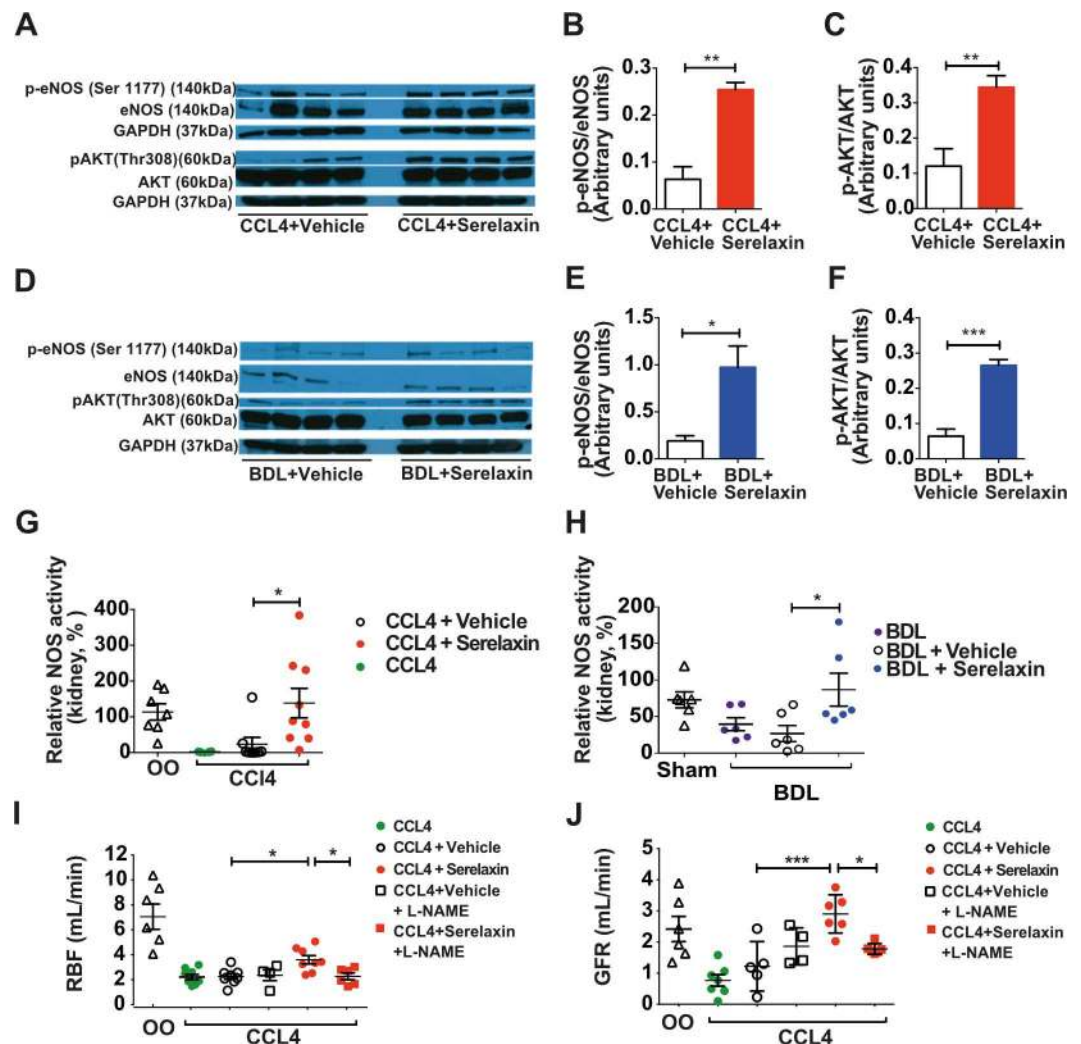 A
p-eNOS (Ser 1177) (140kDa)
eNOS (140kDa)
GAPDH (37kDa)
pAKT(Thr308)(60kDa)
AKT (60kDa)
GAPDH (37kDa)
CCL4+Vehicle CCL4+Serelaxin
B
p-eNOS/eNOS
(Arbitrary units)
0.3
0.2
0.1
0.0
**
CCL4+ CCL4+
Vehicle Serelaxin
C
p-AKT/AKT
(Arbitrary units)
0.4
0.3
0.2
0.1
0.0
**
CCL4+ CCL4+
Vehicle Serelaxin
D
p-eNOS (Ser 1177) (140kDa)
eNOS (140kDa)
pAKT(Thr308)(60kDa)
AKT (60kDa)
GAPDH (37kDa)
BDL+Vehicle BDL+Serelaxin
E
p-eNOS/eNOS
(Arbitrary units)
1.5
1.0
0.5
0.0
*
BDL+ BDL+
Vehicle Serelaxin
F
p-AKT/AKT
(Arbitrary units)
0.4
0.3
0.2
0.1
0.0
***
BDL+ BDL+
Vehicle Serelaxin
G
Relative NOS activity
(kidney, %)
400
300
200
100
0
*
OO
CCl4
CCL4 + Vehicle
CCL4 + Serelaxin
CCL4
H
Relative NOS activity
(kidney, %)
200
150
100
50
0
*
Sham
BDL
BDL
BDL + Vehicle
BDL + Serelaxin
I
RBF (mL/min)
12
10
8
6
4
2
0
* *
OO
CCL4
CCL4
CCL4 + Vehicle
CCL4 + Serelaxin
CCL4+Vehicle
+ L-NAME
CCL4+Serelaxin
+L-NAME
J
GFR (mL/min)
5
4
3
2
1
0
*** *
OO
CCL4
CCL4
CCL4 + Vehicle
CCL4 + Serelaxin
CCL4+Vehicle
+ L-NAME
CCL4+Serelaxin
+L-NAME